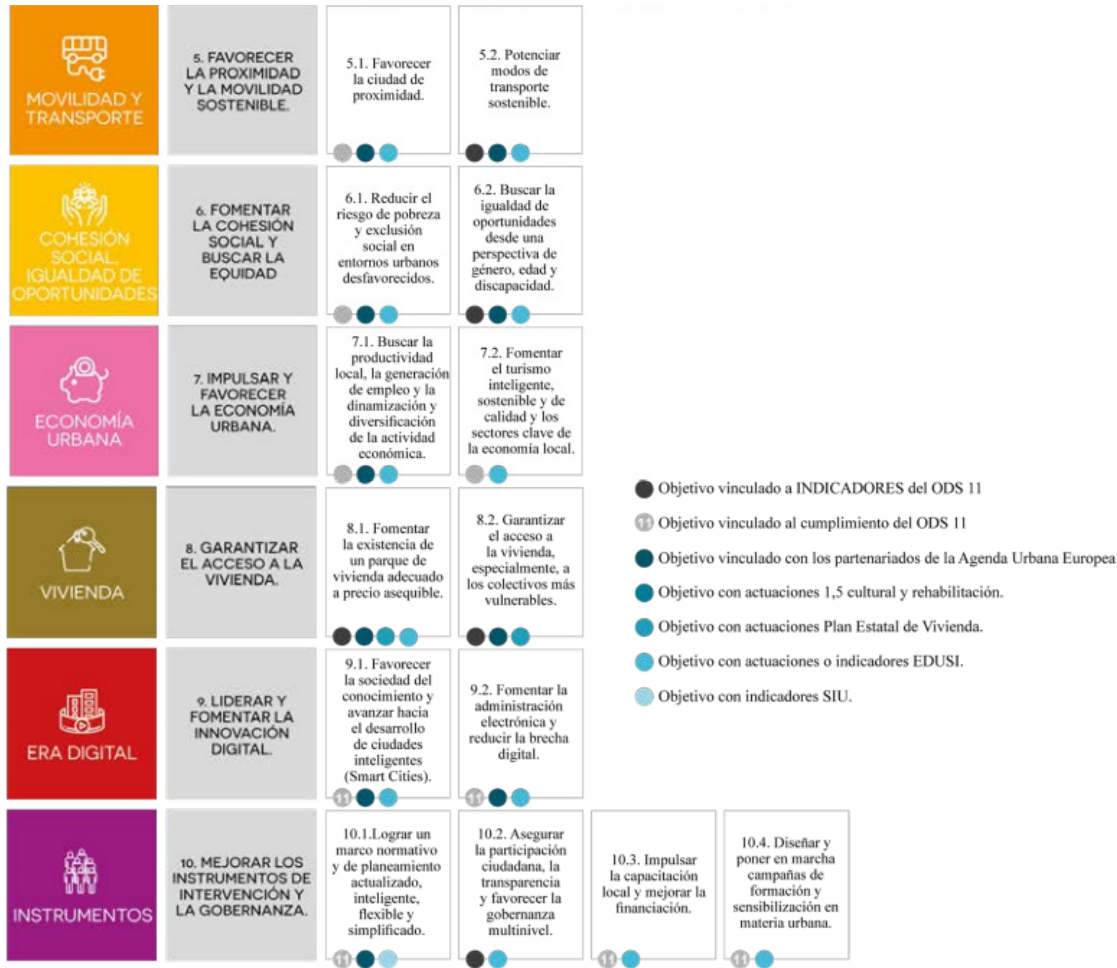 MOVILIDAD Y
TRANSPORTE
5. FAVORECER
LA PROXIMIDAD
Y LA MOVILIDAD
SOSTENIBLE.
5.1. Favorecer
la ciudad de
proximidad.
5.2. Potenciar
modos de
transporte
sostenible.
COHESIÓN
SOCIAL,
IGUALDAD DE
OPORTUNIDADES
6. FOMENTAR
LA COHESIÓN
SOCIAL Y
BUSCAR LA
EQUIDAD
6.1. Reducir el
riesgo de pobreza
y exclusión
social en
entornos urbanos
desfavorecidos.
6.2. Buscar la
igualdad de
oportunidades
desde una
perspectiva de
género, edad y
discapacidad.
ECONOMÍA
URBANA
7. IMPULSAR Y
FAVORECER
LA ECONOMÍA
URBANA.
7.1. Buscar la
productividad
local, la generación
de empleo y la
dinamización y
diversificación
de la actividad
económica.
7.2. Fomentar
el turismo
inteligente,
sostenible y de
calidad y los
sectores clave de
la economía local.
VIVIENDA
8. GARANTIZAR
EL ACCESO A LA
VIVIENDA.
8.1. Fomentar
la existencia de
un parque de
vivienda adecuado
a precio asequible.
8.2. Garantizar
el acceso a
la vivienda,
especialmente, a
los colectivos más
vulnerables.
ERA DIGITAL
9. LIDERAR Y
FOMENTAR LA
INNOVACIÓN
DIGITAL.
9.1. Favorecer
la sociedad del
conocimiento y
avanzar hacia
el desarrollo
de ciudades
inteligentes
(Smart Cities).
11
9.2. Fomentar la
administración
electrónica y
reducir la brecha
digital.
11
INSTRUMENTOS
10. MEJORAR LOS
INSTRUMENTOS DE
INTERVENCIÓN Y
LA GOBERNANZA.
10.1.Lograr un
marco normativo
y de planeamiento
actualizado,
inteligente,
flexible y
simplificado.
11
10.2. Asegurar
la participación
ciudadana, la
transparencia
y favorecer la
gobernanza
multinivel.
10.3. Impulsar
la capacitación
local y mejorar la
financiación.
11
10.4. Diseñar y
poner en marcha
campañas de
formación y
sensibilización en
materia urbana.
11
Objetivo vinculado a INDICADORES del ODS 11
11 Objetivo vinculado al cumplimiento del ODS 11
Objetivo vinculado con los partenariados de la Agenda Urbana Europea
Objetivo con actuaciones 1,5 cultural y rehabilitación.
Objetivo con actuaciones Plan Estatal de Vivienda.
Objetivo con actuaciones o indicadores EDUSI.
Objetivo con indicadores SIU.